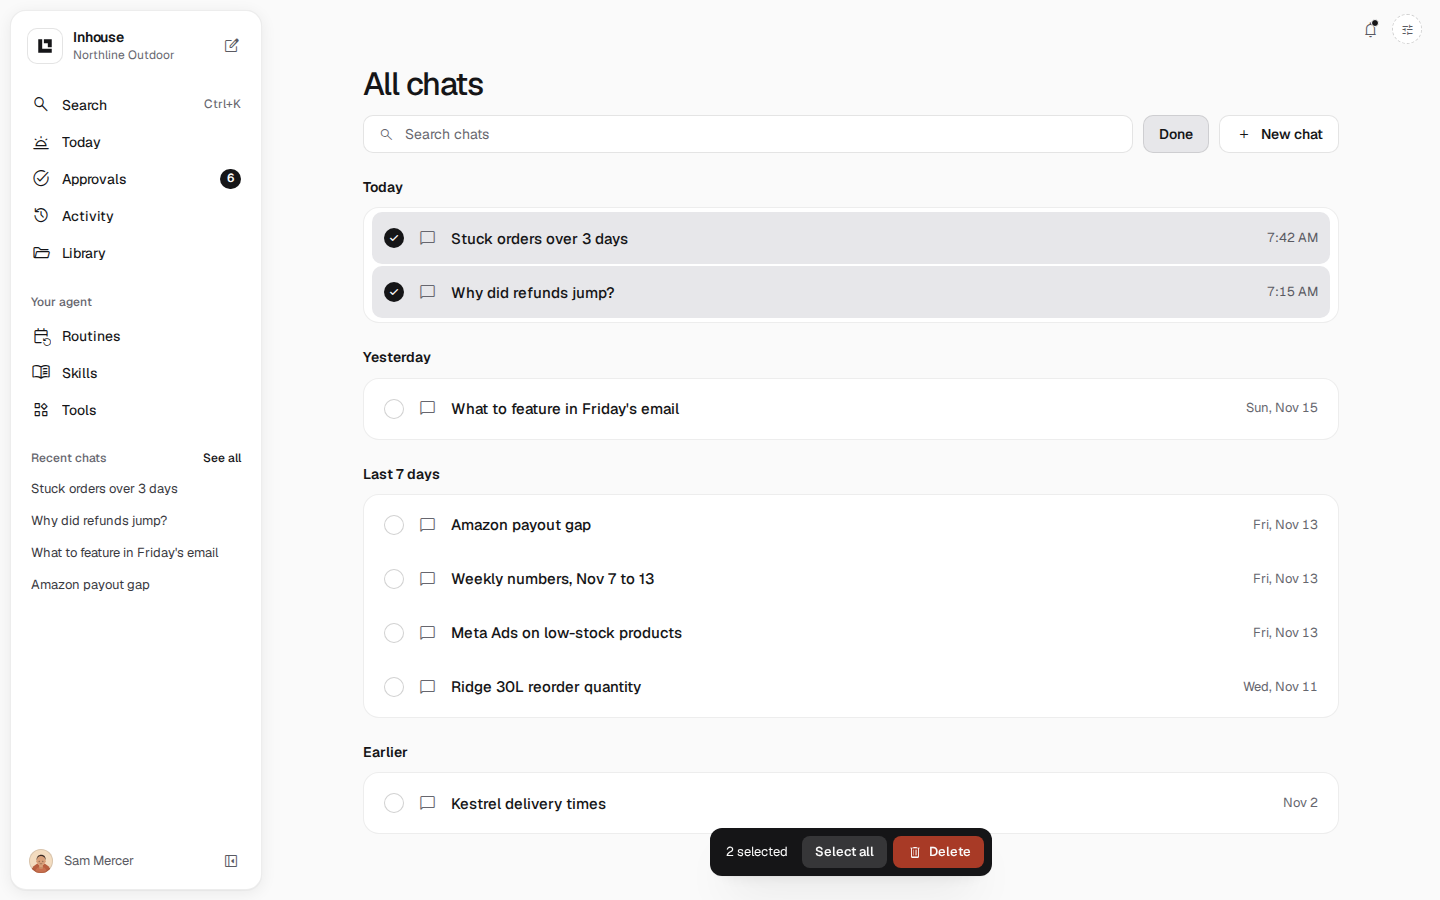 Inhouse
Northline Outdoor
Search Ctrl+K
Today
Approvals 6
Activity
Library
Your agent
Routines
Skills
Tools
Recent chats See all
Stuck orders over 3 days
Why did refunds jump?
What to feature in Friday's email
Amazon payout gap
Sam Mercer
All chats
Search chats Done + New chat
Today
Stuck orders over 3 days 7:42 AM
Why did refunds jump? 7:15 AM
Yesterday
What to feature in Friday's email Sun, Nov 15
Last 7 days
Amazon payout gap Fri, Nov 13
Weekly numbers, Nov 7 to 13 Fri, Nov 13
Meta Ads on low-stock products Fri, Nov 13
Ridge 30L reorder quantity Wed, Nov 11
Earlier
Kestrel delivery times Nov 2
2 selected Select all Delete